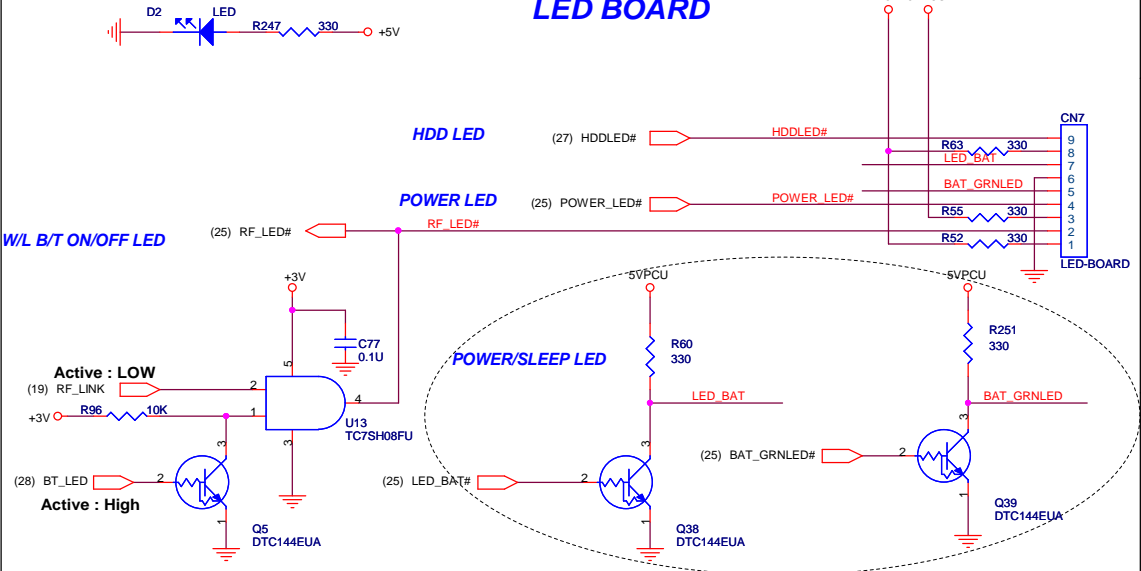 LED BOARD
D2
LED
R247
330
+5V
CN7
HDD LED
(27) HDDLED#
HDDLED#
9
R63
330
8
LED_BAT
7
6
BAT_GRNLED
5
POWER LED
(25) POWER_LED#
POWER_LED#
4
R55
330
3
W/L B/T ON/OFF LED
(25) RF_LED#
RF_LED#
2
R52
330
1
LED-BOARD
+3V
5VPCU
5VPCU
C77
0.1U
R60
330
R251
330
POWER/SLEEP LED
5
Active : LOW
(19) RF_LINK
2
4
LED_BAT
BAT_GRNLED
+3V
R96
10K
1
U13
TC7SH08FU
3
3
3
3
(28) BT_LED
2
(25) LED_BAT#
2
(25) BAT_GRNLED#
2
Active : High
1
1
1
Q5
DTC144EUA
Q38
DTC144EUA
Q39
DTC144EUA